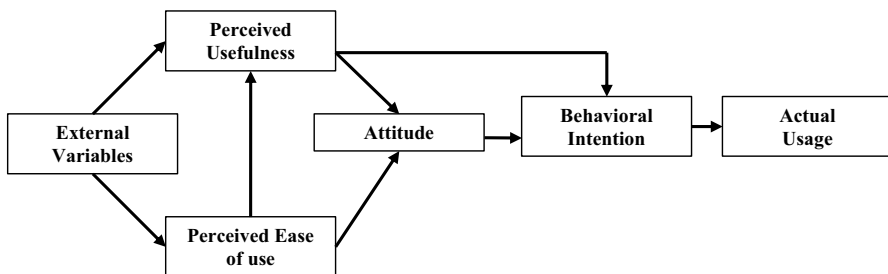 Perceived
Usefulness
External
Variables
Attitude
Behavioral
Intention
Actual
Usage
Perceived Ease
of use